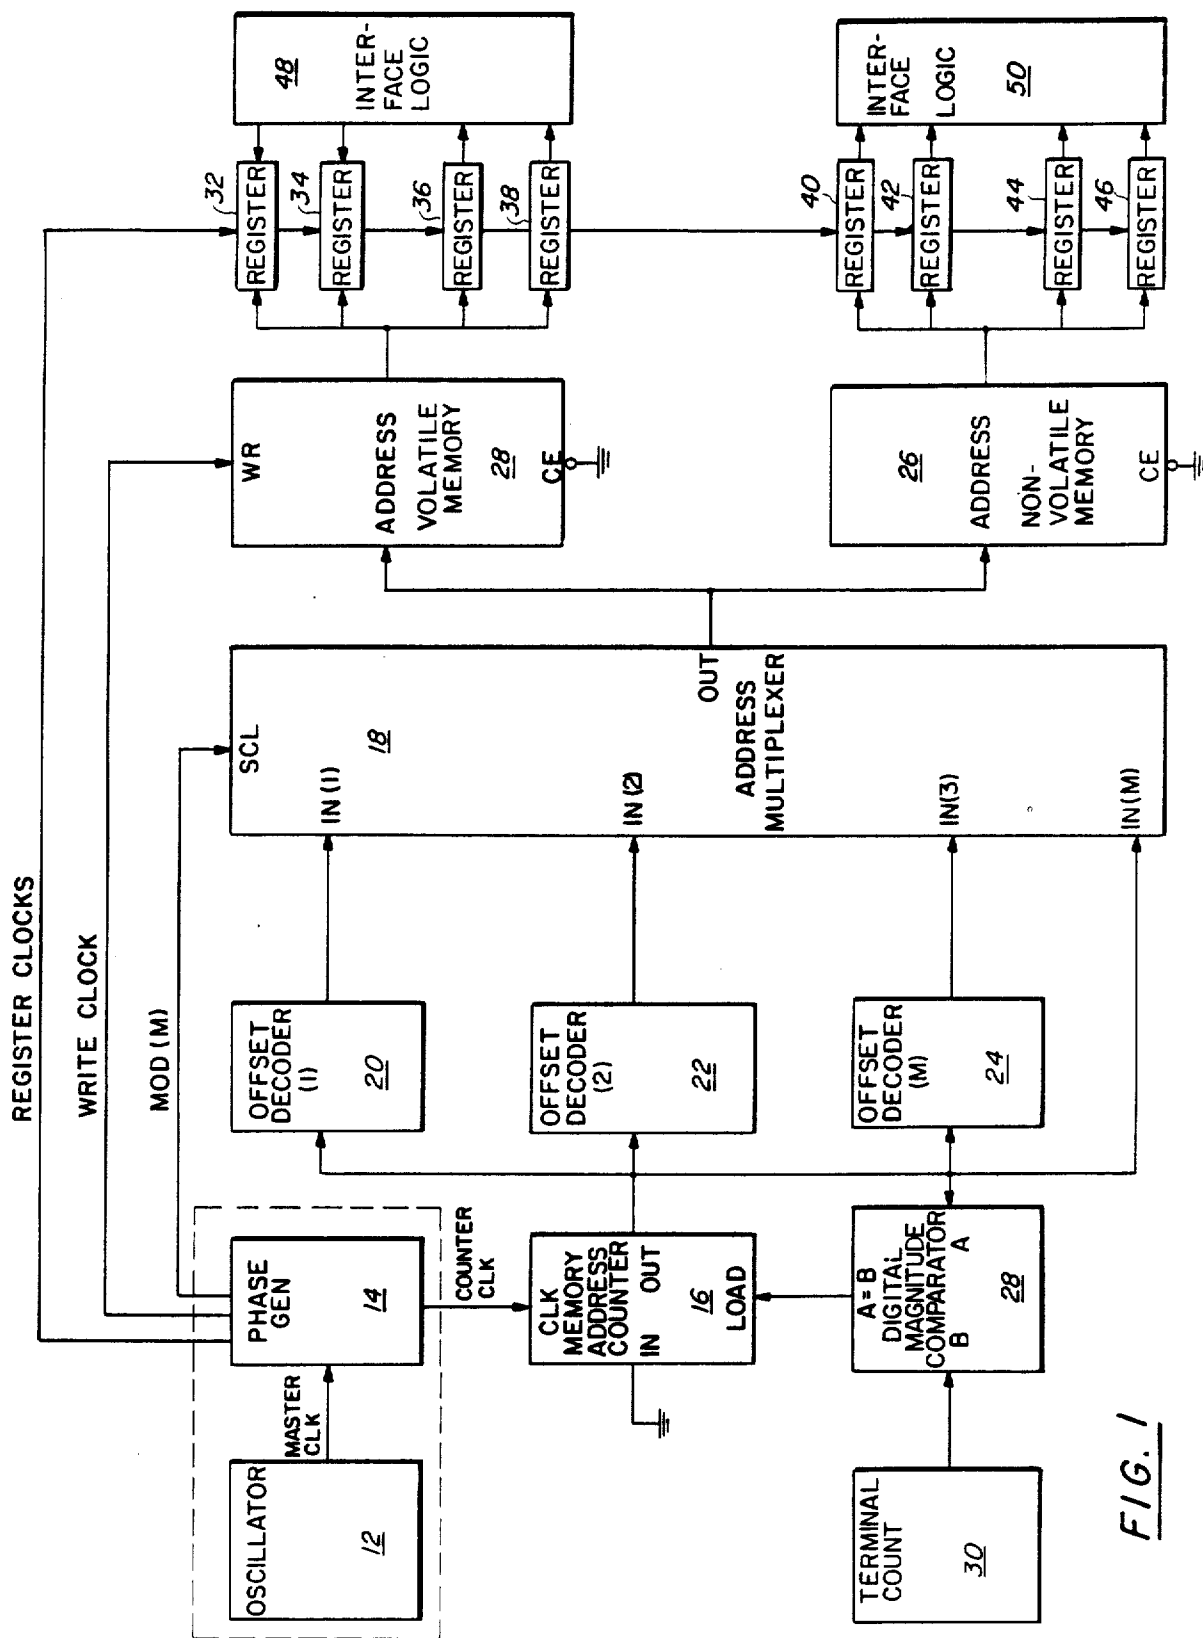 REGISTER CLOCKS
WRITE CLOCK
MOD (M)
OSCILLATOR
12
MASTER
CLK
PHASE
GEN
14
COUNTER
CLK
CLK
MEMORY
ADDRESS
COUNTER
IN OUT
16
LOAD
TERMINAL
COUNT
30
A = B
DIGITAL
MAGNITUDE
COMPARATOR
B A
28
OFFSET
DECODER
(1)
20
OFFSET
DECODER
(2)
22
OFFSET
DECODER
(M)
24
SCL
IN (1)
18
IN (2)
OUT
ADDRESS
MULTIPLEXER
IN(3)
IN(M)
WR
ADDRESS
VOLATILE
MEMORY
28
CE
26
ADDRESS
NON-
VOLATILE
MEMORY
CE
32
REGISTER
34
REGISTER
36
REGISTER
38
REGISTER
40
REGISTER
42
REGISTER
44
REGISTER
46
REGISTER
48
INTER-
FACE
LOGIC
INTER-
FACE
LOGIC
50
FIG. 1